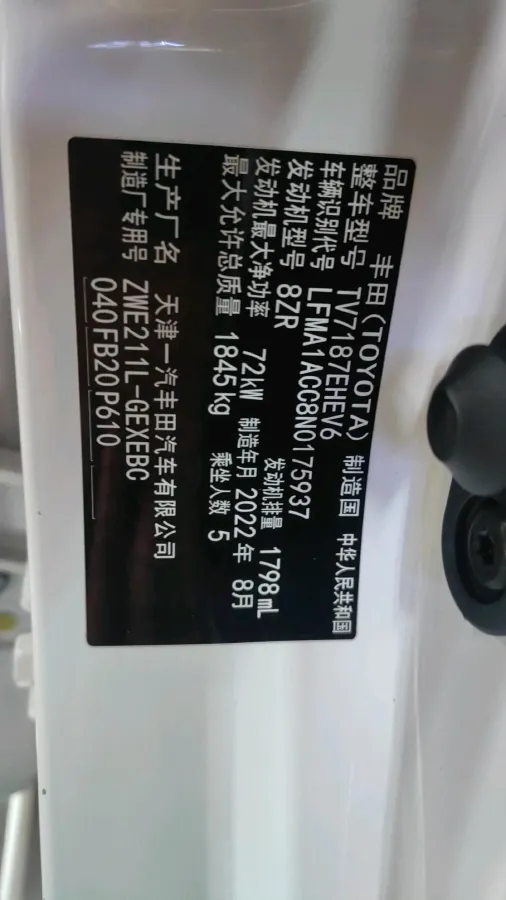 品牌 丰田(TOYOTA) 制造国 中华人民共和国
整车型号 TV7187EHEV6
车辆识别代号 LFMA1ACC8N0175937
发动机型号 8ZR 发动机排量 1798mL
发动机最大净功率 72kW 制造年月 2022年 8月
最大允许总质量 1845kg 乘坐人数 5
生产厂名 天津一汽丰田汽车有限公司
制造厂专用号 ZWE211L-GEXEBC
040 FB20 P610